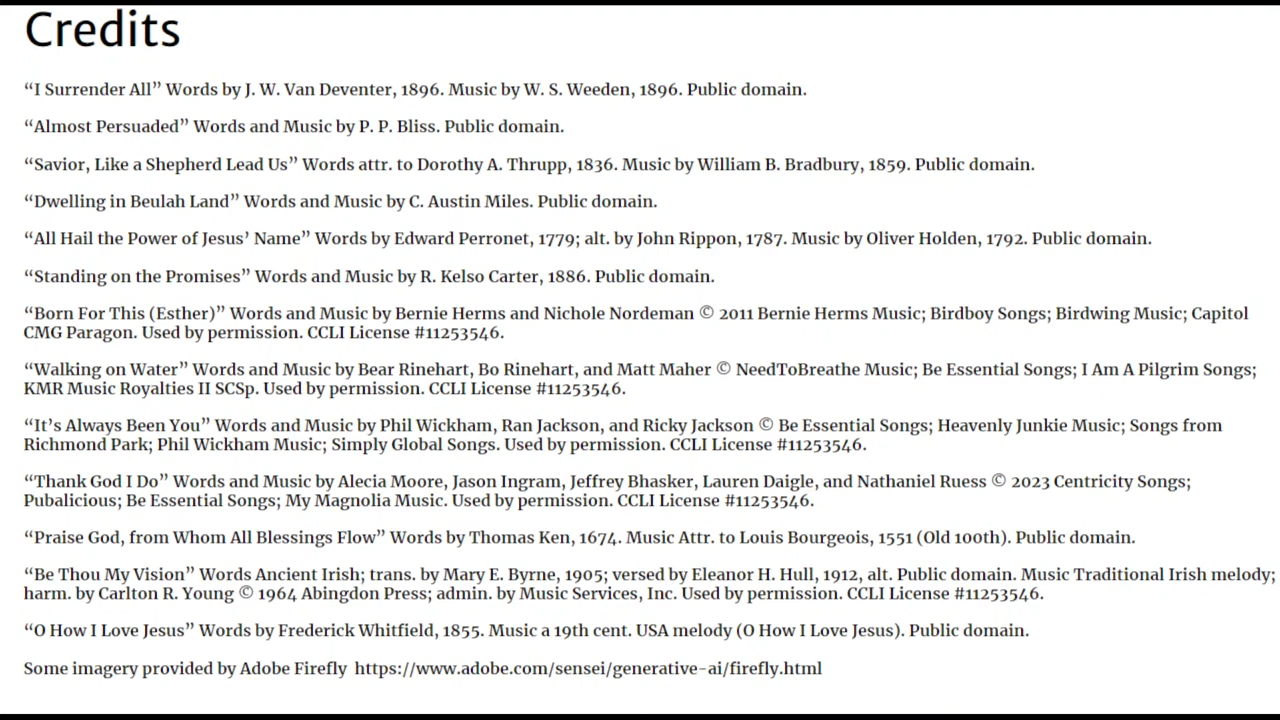 Credits
“I Surrender All” Words by J. W. Van Deventer, 1896. Music by W. S. Weeden, 1896. Public domain.
“Almost Persuaded” Words and Music by P. P. Bliss. Public domain.
“Savior, Like a Shepherd Lead Us” Words attr. to Dorothy A. Thrupp, 1836. Music by William B. Bradbury, 1859. Public domain.
“Dwelling in Beulah Land” Words and Music by C. Austin Miles. Public domain.
“All Hail the Power of Jesus’ Name” Words by Edward Perronet, 1779; alt. by John Rippon, 1787. Music by Oliver Holden, 1792. Public domain.
“Standing on the Promises” Words and Music by R. Kelso Carter, 1886. Public domain.
“Born For This (Esther)” Words and Music by Bernie Herms and Nichole Nordeman © 2011 Bernie Herms Music; Birdboy Songs; Birdwing Music; Capitol
CMG Paragon. Used by permission. CCLI License #11253546.
“Walking on Water” Words and Music by Bear Rinehart, Bo Rinehart, and Matt Maher © NeedToBreathe Music; Be Essential Songs; I Am A Pilgrim Songs;
KMR Music Royalties II SCSp. Used by permission. CCLI License #11253546.
“It’s Always Been You” Words and Music by Phil Wickham, Ran Jackson, and Ricky Jackson © Be Essential Songs; Heavenly Junkie Music; Songs from
Richmond Park; Phil Wickham Music; Simply Global Songs. Used by permission. CCLI License #11253546.
“Thank God I Do” Words and Music by Alecia Moore, Jason Ingram, Jeffrey Bhasker, Lauren Daigle, and Nathaniel Ruess © 2023 Centricity Songs;
Pubalicious; Be Essential Songs; My Magnolia Music. Used by permission. CCLI License #11253546.
“Praise God, from Whom All Blessings Flow” Words by Thomas Ken, 1674. Music Attr. to Louis Bourgeois, 1551 (Old 100th). Public domain.
“Be Thou My Vision” Words Ancient Irish; trans. by Mary E. Byrne, 1905; versed by Eleanor H. Hull, 1912, alt. Public domain. Music Traditional Irish melody;
harm. by Carlton R. Young © 1964 Abingdon Press; admin. by Music Services, Inc. Used by permission. CCLI License #11253546.
“O How I Love Jesus” Words by Frederick Whitfield, 1855. Music a 19th cent. USA melody (O How I Love Jesus). Public domain.
Some imagery provided by Adobe Firefly https://www.adobe.com/sensei/generative-ai/firefly.html